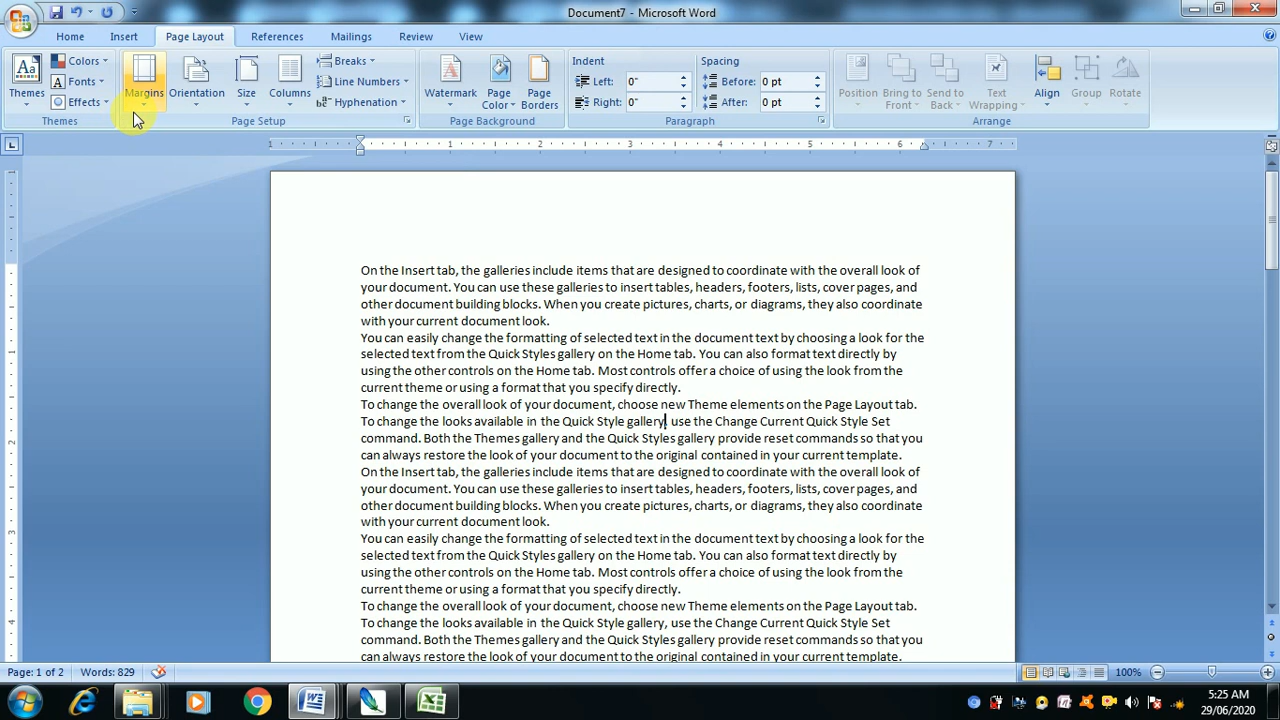 Document7 - Microsoft Word
Home Insert Page Layout References Mailings Review View
Themes
Colors
Fonts
Effects
Themes
Margins
Orientation
Size
Columns
Breaks
Line Numbers
Hyphenation
Page Setup
Watermark
Page Color
Page Borders
Page Background
Indent
Left: 0"
Right: 0"
Spacing
Before: 0 pt
After: 0 pt
Paragraph
Position
Bring to Front
Send to Back
Text Wrapping
Align
Group
Rotate
Arrange
1 1 2 3 4 5 6 7
On the Insert tab, the galleries include items that are designed to coordinate with the overall look of
your document. You can use these galleries to insert tables, headers, footers, lists, cover pages, and
other document building blocks. When you create pictures, charts, or diagrams, they also coordinate
with your current document look.
You can easily change the formatting of selected text in the document text by choosing a look for the
selected text from the Quick Styles gallery on the Home tab. You can also format text directly by
using the other controls on the Home tab. Most controls offer a choice of using the look from the
current theme or using a format that you specify directly.
To change the overall look of your document, choose new Theme elements on the Page Layout tab.
To change the looks available in the Quick Style gallery, use the Change Current Quick Style Set
command. Both the Themes gallery and the Quick Styles gallery provide reset commands so that you
can always restore the look of your document to the original contained in your current template.
On the Insert tab, the galleries include items that are designed to coordinate with the overall look of
your document. You can use these galleries to insert tables, headers, footers, lists, cover pages, and
other document building blocks. When you create pictures, charts, or diagrams, they also coordinate
with your current document look.
You can easily change the formatting of selected text in the document text by choosing a look for the
selected text from the Quick Styles gallery on the Home tab. You can also format text directly by
using the other controls on the Home tab. Most controls offer a choice of using the look from the
current theme or using a format that you specify directly.
To change the overall look of your document, choose new Theme elements on the Page Layout tab.
To change the looks available in the Quick Style gallery, use the Change Current Quick Style Set
command. Both the Themes gallery and the Quick Styles gallery provide reset commands so that you
can always restore the look of your document to the original contained in your current template.
1
1
2
3
4
Page: 1 of 2 Words: 829 100%
5:25 AM
29/06/2020